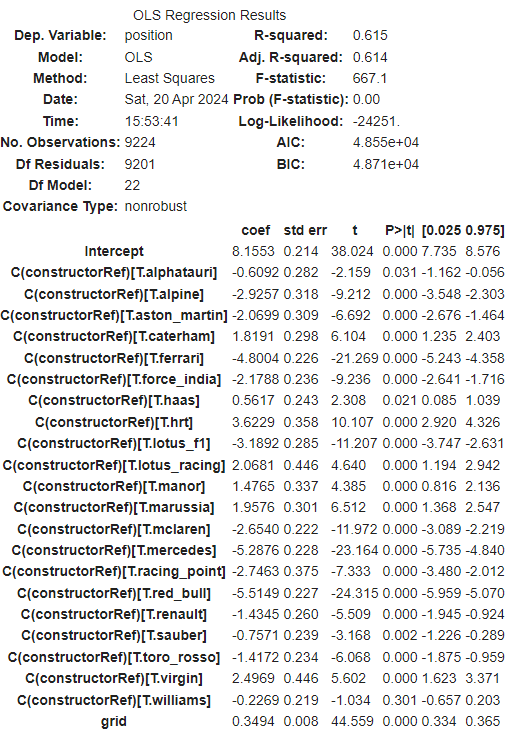 OLS Regression Results
Dep. Variable: position R-squared: 0.615
Model: OLS Adj. R-squared: 0.614
Method: Least Squares F-statistic: 667.1
Date: Sat, 20 Apr 2024 Prob (F-statistic): 0.00
Time: 15:53:41 Log-Likelihood: -24251.
No. Observations: 9224 AIC: 4.855e+04
Df Residuals: 9201 BIC: 4.871e+04
Df Model: 22
Covariance Type: nonrobust
coef std err t P>|t| [0.025 0.975]
Intercept 8.1553 0.214 38.024 0.000 7.735 8.576
C(constructorRef)[T.alphatauri] -0.6092 0.282 -2.159 0.031 -1.162 -0.056
C(constructorRef)[T.alpine] -2.9257 0.318 -9.212 0.000 -3.548 -2.303
C(constructorRef)[T.aston_martin] -2.0699 0.309 -6.692 0.000 -2.676 -1.464
C(constructorRef)[T.caterham] 1.8191 0.298 6.104 0.000 1.235 2.403
C(constructorRef)[T.ferrari] -4.8004 0.226 -21.269 0.000 -5.243 -4.358
C(constructorRef)[T.force_india] -2.1788 0.236 -9.236 0.000 -2.641 -1.716
C(constructorRef)[T.haas] 0.5617 0.243 2.308 0.021 0.085 1.039
C(constructorRef)[T.hrt] 3.6229 0.358 10.107 0.000 2.920 4.326
C(constructorRef)[T.lotus_f1] -3.1892 0.285 -11.207 0.000 -3.747 -2.631
C(constructorRef)[T.lotus_racing] 2.0681 0.446 4.640 0.000 1.194 2.942
C(constructorRef)[T.manor] 1.4765 0.337 4.385 0.000 0.816 2.136
C(constructorRef)[T.marussia] 1.9576 0.301 6.512 0.000 1.368 2.547
C(constructorRef)[T.mclaren] -2.6540 0.222 -11.972 0.000 -3.089 -2.219
C(constructorRef)[T.mercedes] -5.2876 0.228 -23.164 0.000 -5.735 -4.840
C(constructorRef)[T.racing_point] -2.7463 0.375 -7.333 0.000 -3.480 -2.012
C(constructorRef)[T.red_bull] -5.5149 0.227 -24.315 0.000 -5.959 -5.070
C(constructorRef)[T.renault] -1.4345 0.260 -5.509 0.000 -1.945 -0.924
C(constructorRef)[T.sauber] -0.7571 0.239 -3.168 0.002 -1.226 -0.289
C(constructorRef)[T.toro_rosso] -1.4172 0.234 -6.068 0.000 -1.875 -0.959
C(constructorRef)[T.virgin] 2.4969 0.446 5.602 0.000 1.623 3.371
C(constructorRef)[T.williams] -0.2269 0.219 -1.034 0.301 -0.657 0.203
grid 0.3494 0.008 44.559 0.000 0.334 0.365